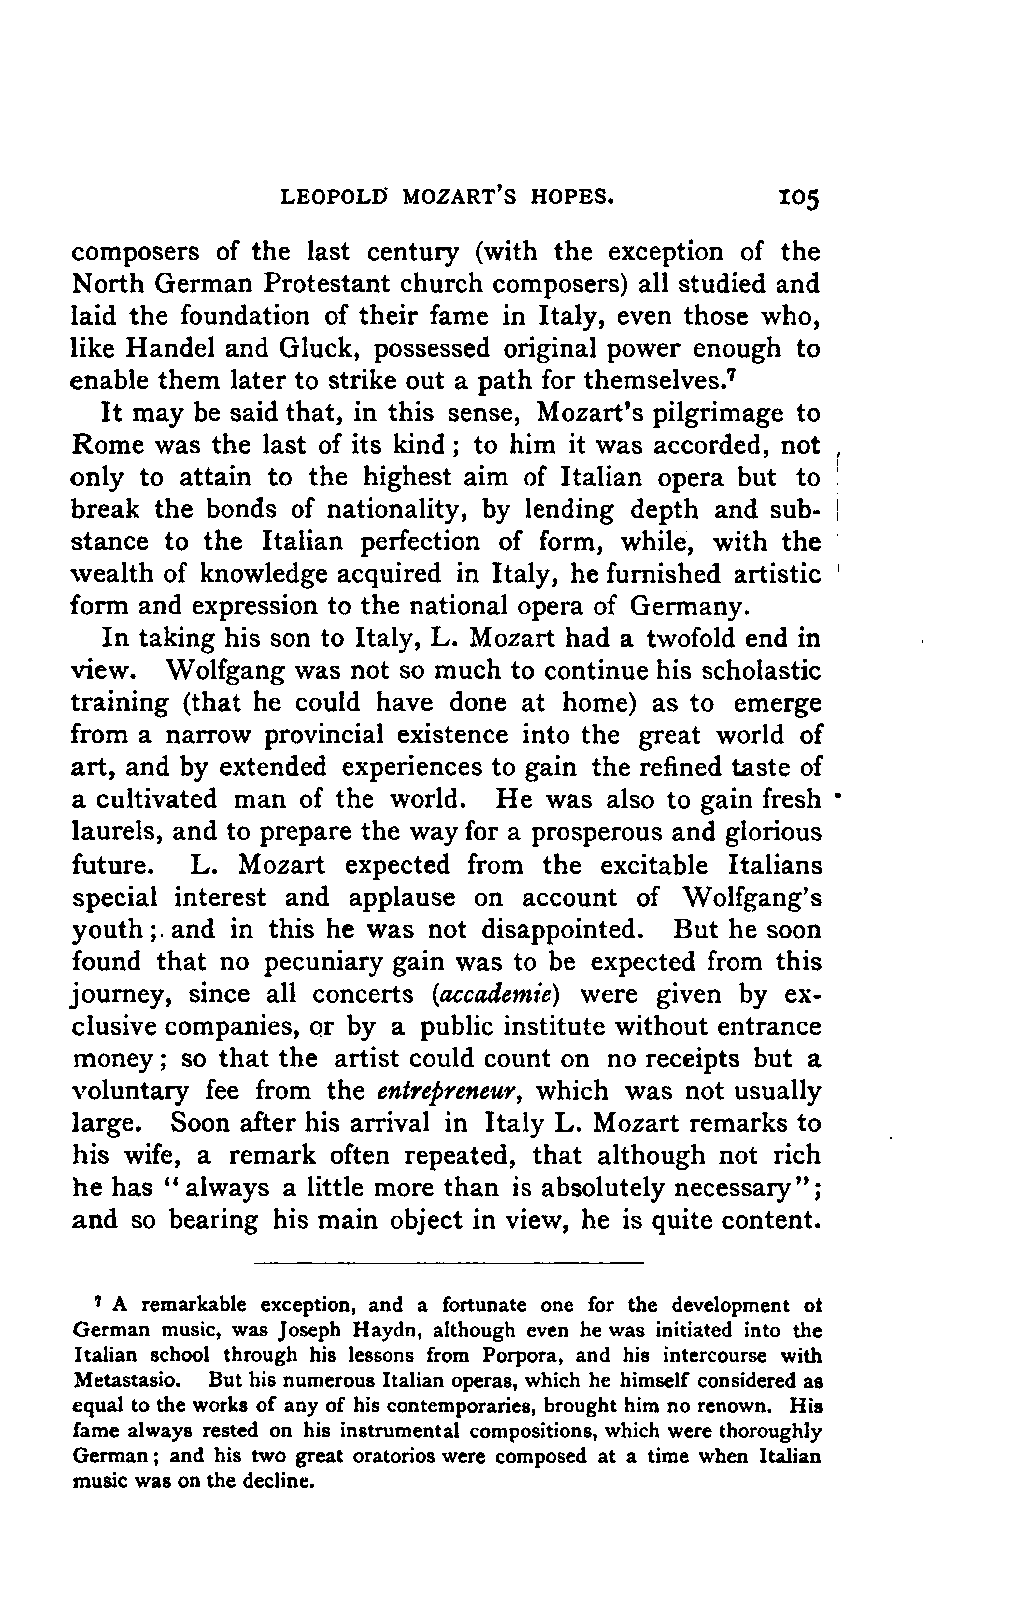 LEOPOLD MOZART'S HOPES. 105
composers of the last century (with the exception of the
North German Protestant church composers) all studied and
laid the foundation of their fame in Italy, even those who,
like Handel and Gluck, possessed original power enough to
enable them later to strike out a path for themselves.⁷
It may be said that, in this sense, Mozart's pilgrimage to
Rome was the last of its kind; to him it was accorded, not
only to attain to the highest aim of Italian opera but to
break the bonds of nationality, by lending depth and sub-
stance to the Italian perfection of form, while, with the
wealth of knowledge acquired in Italy, he furnished artistic
form and expression to the national opera of Germany.
In taking his son to Italy, L. Mozart had a twofold end in
view. Wolfgang was not so much to continue his scholastic
training (that he could have done at home) as to emerge
from a narrow provincial existence into the great world of
art, and by extended experiences to gain the refined taste of
a cultivated man of the world. He was also to gain fresh
laurels, and to prepare the way for a prosperous and glorious
future. L. Mozart expected from the excitable Italians
special interest and applause on account of Wolfgang's
youth; and in this he was not disappointed. But he soon
found that no pecuniary gain was to be expected from this
journey, since all concerts (accademie) were given by ex-
clusive companies, or by a public institute without entrance
money; so that the artist could count on no receipts but a
voluntary fee from the entrepreneur, which was not usually
large. Soon after his arrival in Italy L. Mozart remarks to
his wife, a remark often repeated, that although not rich
he has "always a little more than is absolutely necessary";
and so bearing his main object in view, he is quite content.
⁷ A remarkable exception, and a fortunate one for the development of
German music, was Joseph Haydn, although even he was initiated into the
Italian school through his lessons from Porpora, and his intercourse with
Metastasio. But his numerous Italian operas, which he himself considered as
equal to the works of any of his contemporaries, brought him no renown. His
fame always rested on his instrumental compositions, which were thoroughly
German; and his two great oratorios were composed at a time when Italian
music was on the decline.